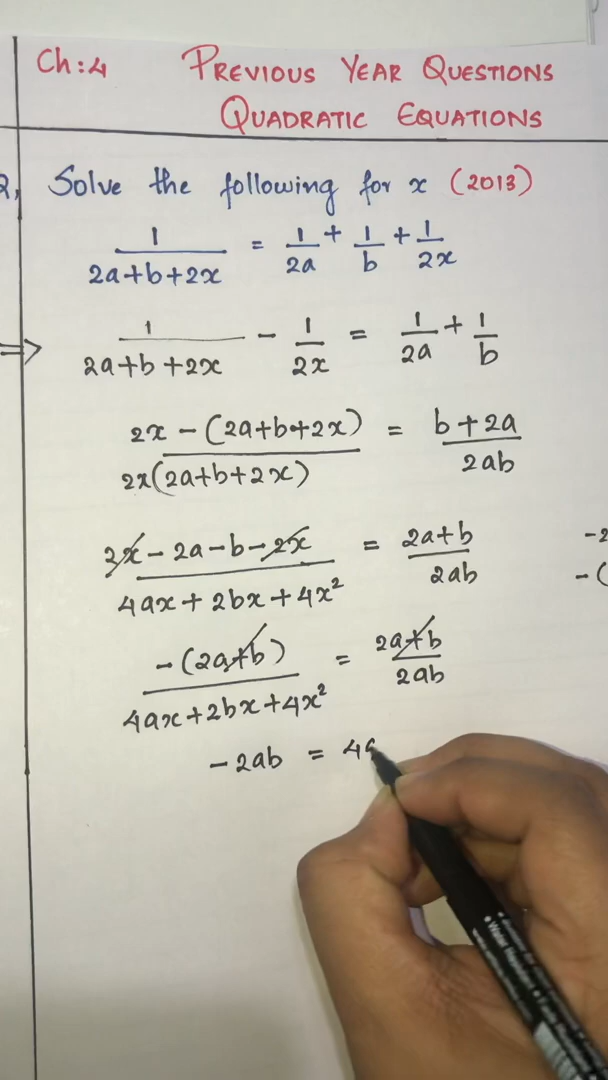 Ch:4 PREVIOUS YEAR QUESTIONS
QUADRATIC EQUATIONS
Solve the following for x (2013)
1/(2a+b+2x) = 1/2a + 1/b + 1/2x
=> 1/(2a+b+2x) - 1/2x = 1/2a + 1/b
(2x - (2a+b+2x))/(2x(2a+b+2x)) = (b+2a)/2ab
(2x - 2a - b - 2x)/(4ax + 2bx + 4x²) = (2a+b)/2ab
-(2a+b)/(4ax+2bx+4x²) = (2a+b)/2ab
-2ab = 4a